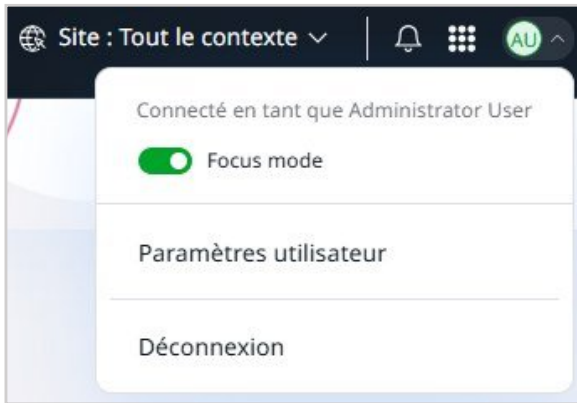 Site : Tout le contexte
AU
Connecté en tant que Administrator User
Focus mode
Paramètres utilisateur
Déconnexion